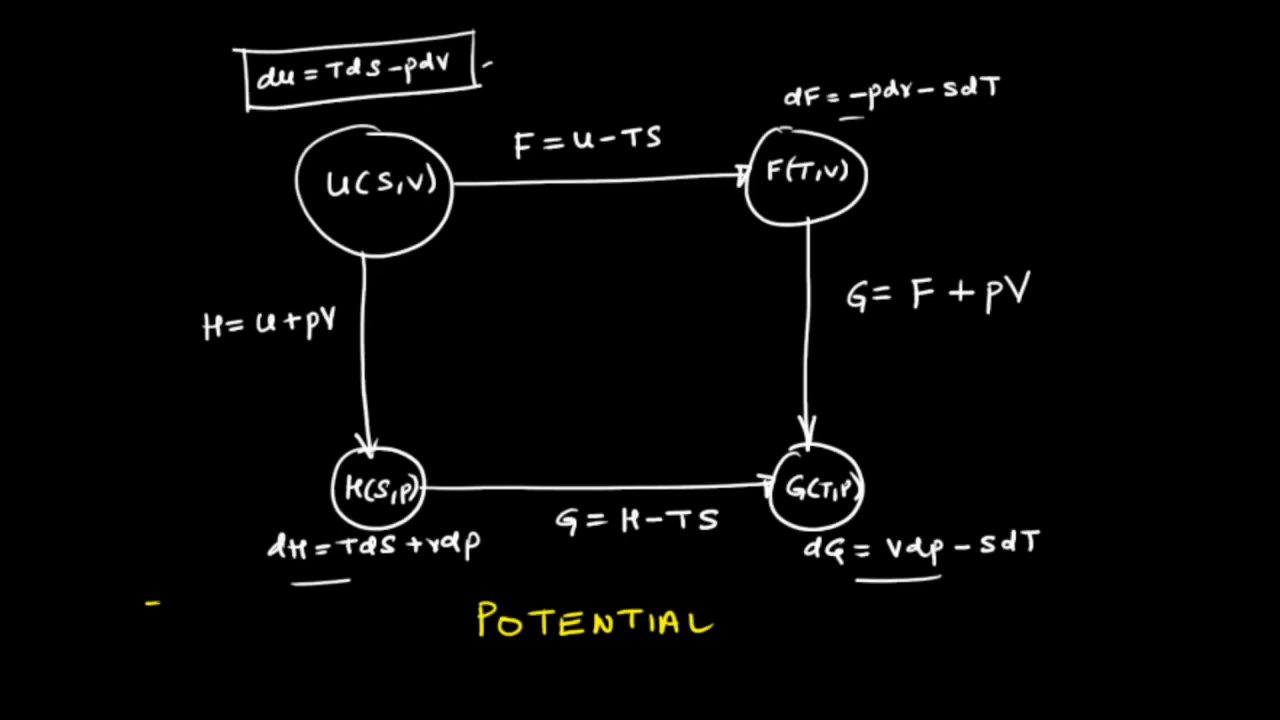 du = TdS - pdV
dF = -pdV - SdT
F = U - TS
U(S,V)
F(T,V)
H = U + pV
G = F + pV
H(S,P)
G(T,P)
G = H - TS
dH = TdS + Vdp
dG = Vdp - SdT
POTENTIAL